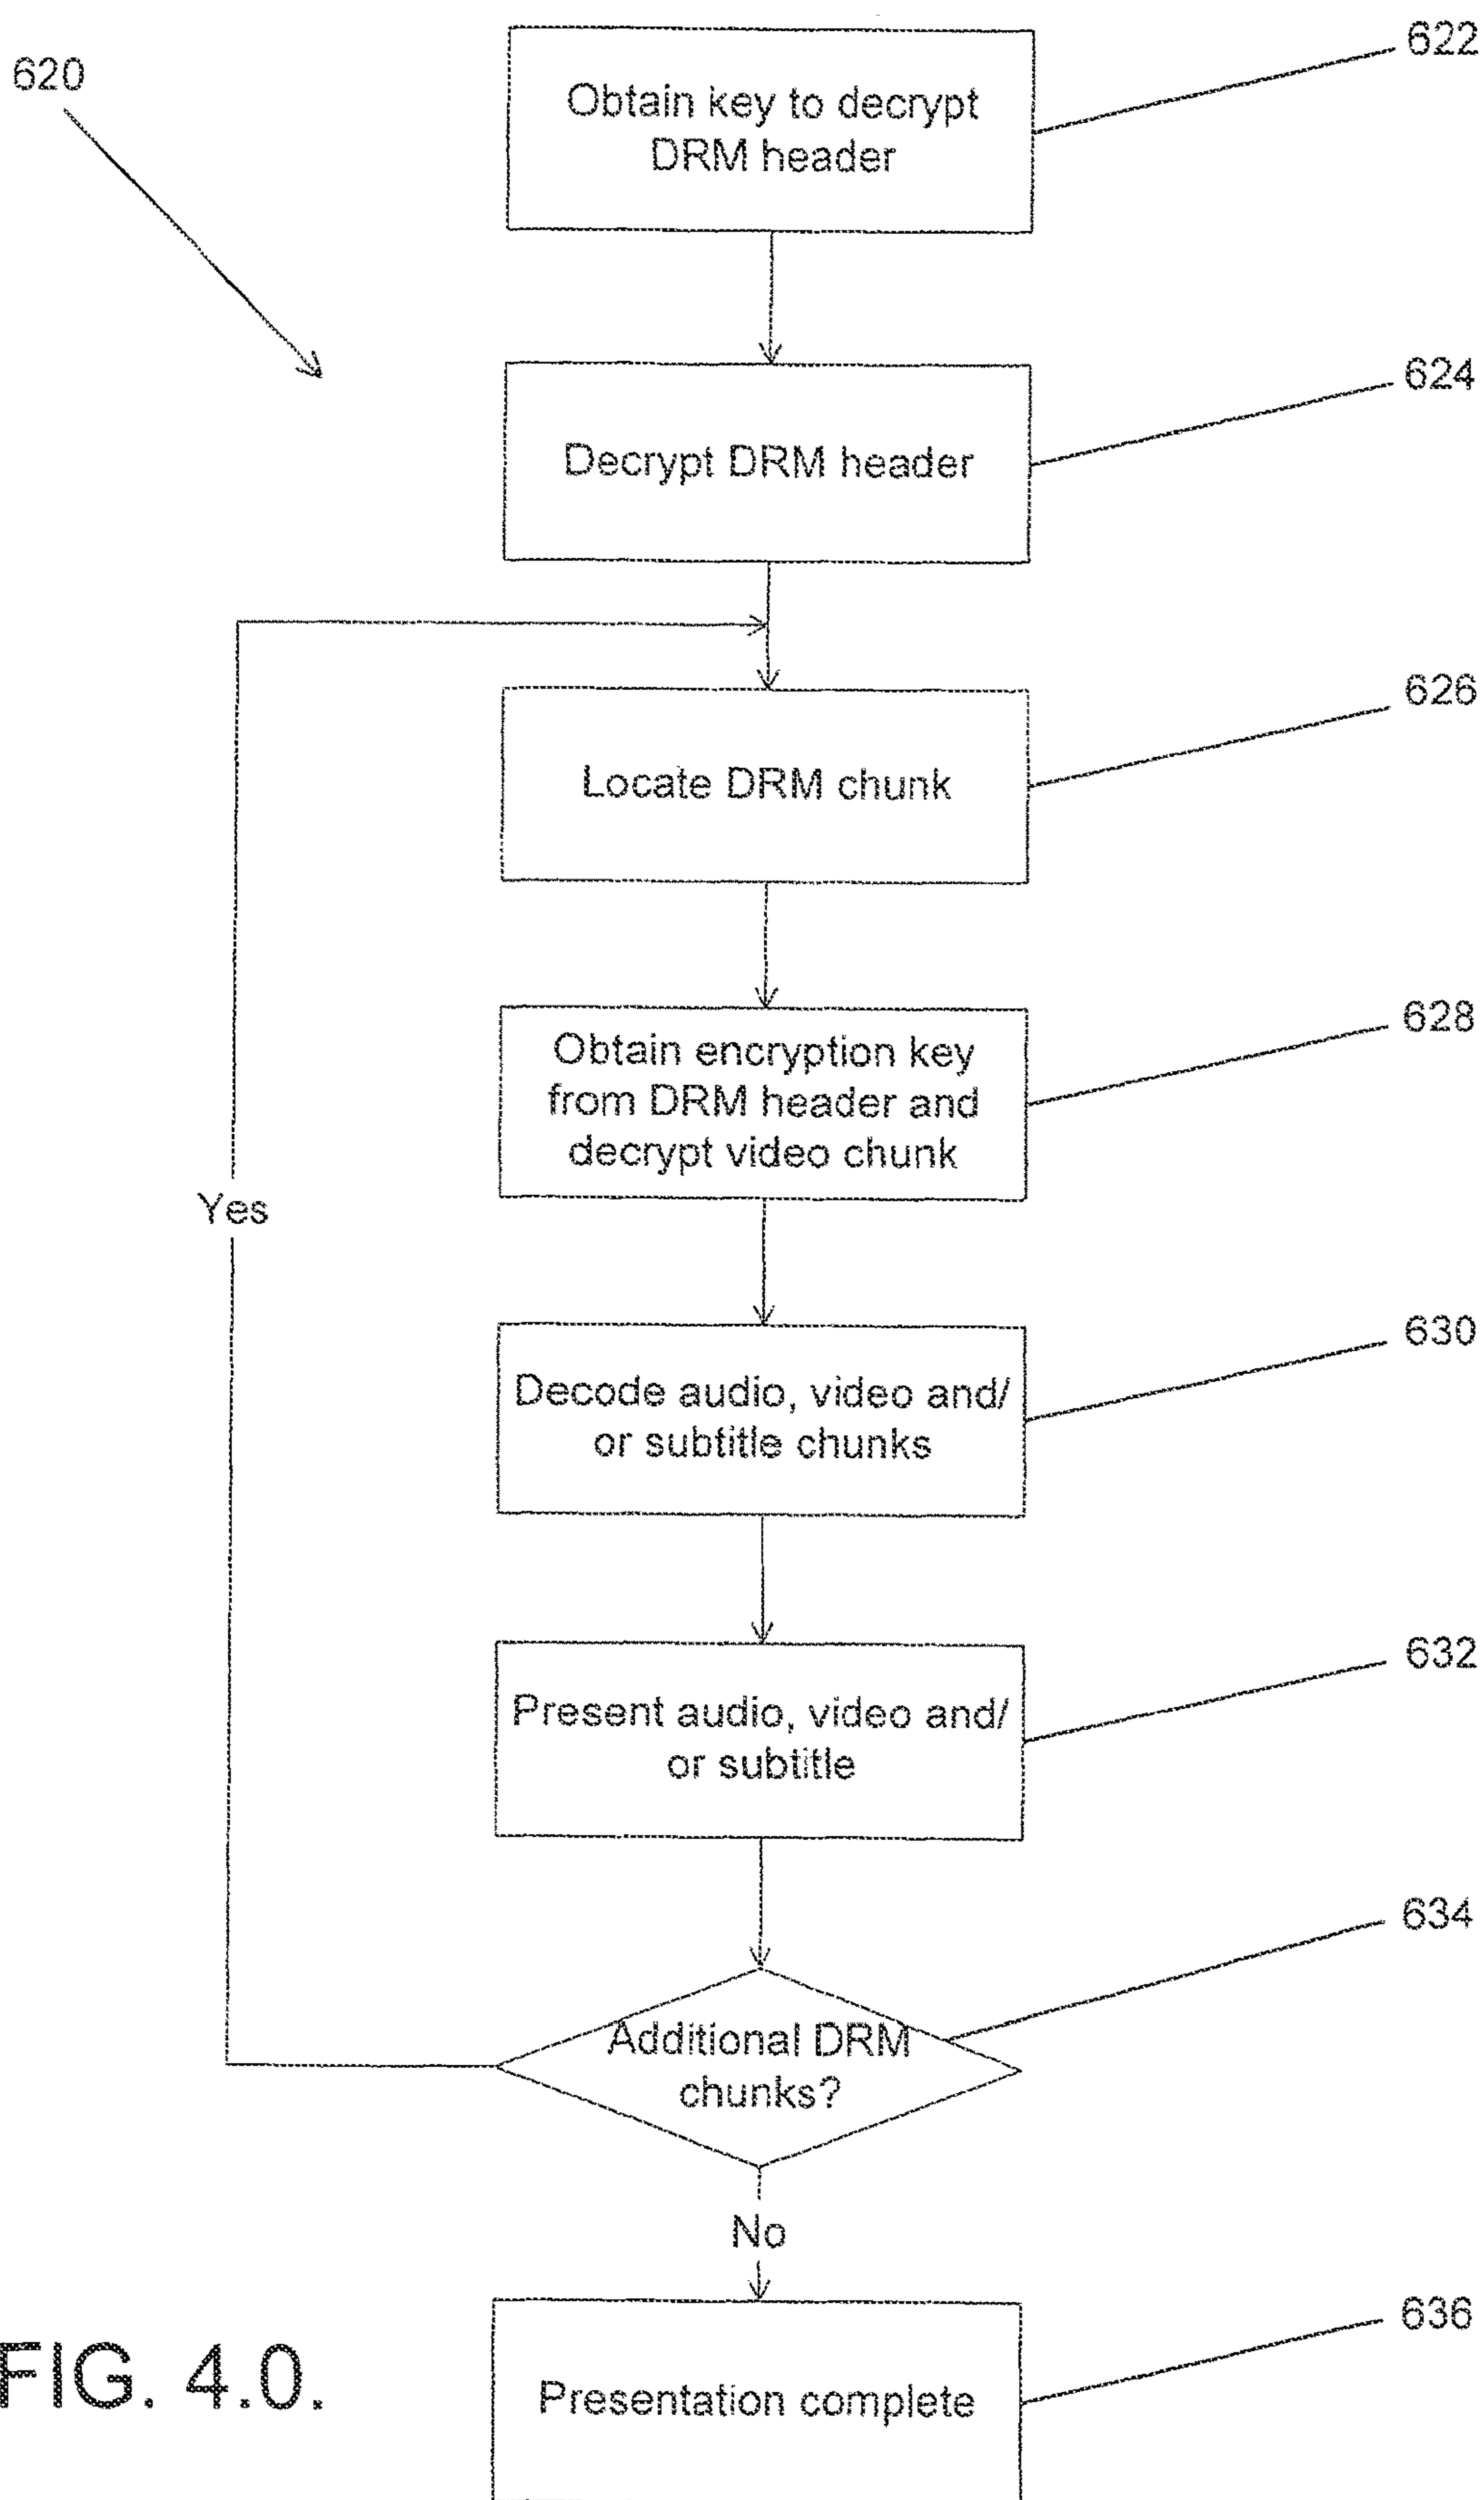 620
622
Obtain key to decrypt
DRM header
624
Decrypt DRM header
626
Locate DRM chunk
628
Obtain encryption key
from DRM header and
decrypt video chunk
Yes
630
Decode audio, video and/
or subtitle chunks
632
Present audio, video and/
or subtitle
634
Additional DRM
chunks?
No
636
Presentation complete
FIG. 4.0.